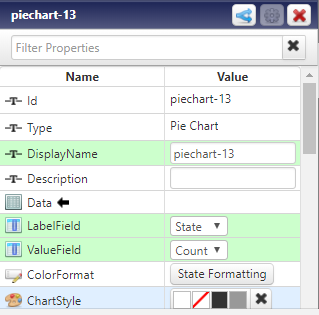 piechart-13
Filter Properties
Name Value
Id piechart-13
Type Pie Chart
DisplayName piechart-13
Description
Data
LabelField State
ValueField Count
ColorFormat State Formatting
ChartStyle